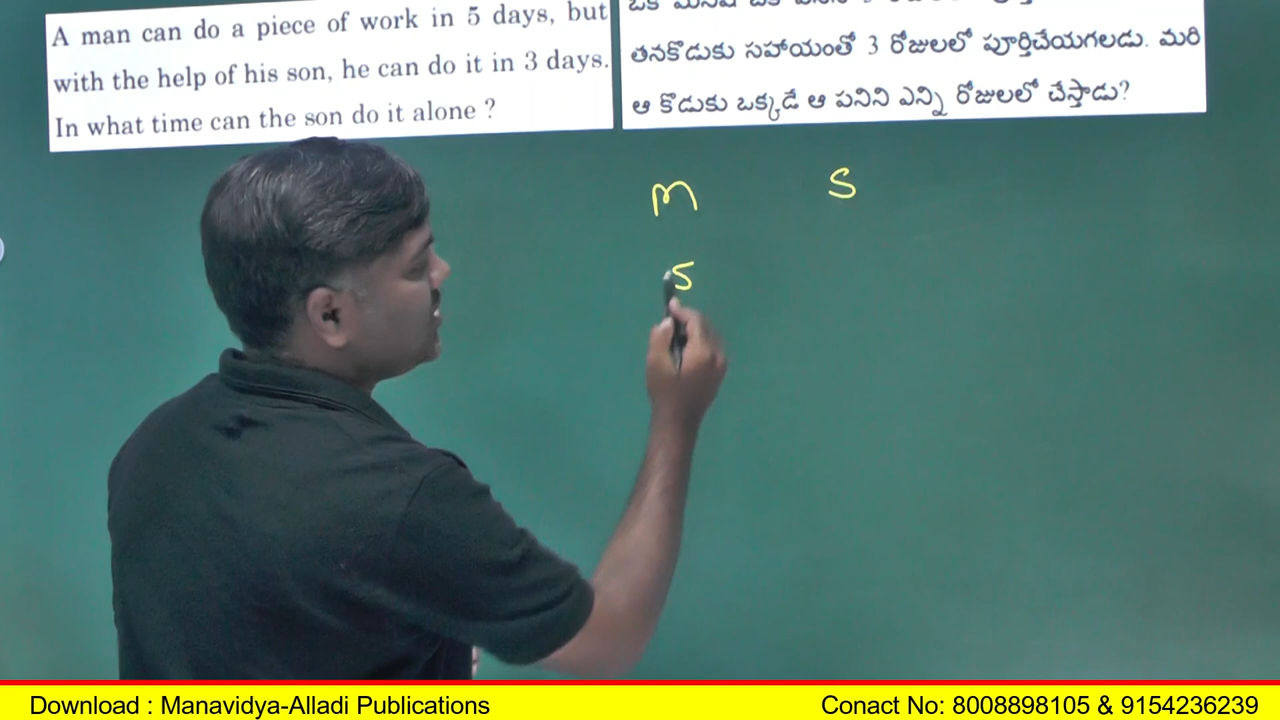 A man can do a piece of work in 5 days, but
with the help of his son, he can do it in 3 days.
In what time can the son do it alone ?
తనకొడుకు సహాయంతో 3 రోజులలో పూర్తిచేయగలడు. మరి
ఆ కొడుకు ఒక్కడే ఆ పనిని ఎన్ని రోజులలో చేస్తాడు?
m S
5
Download : Manavidya-Alladi Publications
Conact No: 8008898105 & 9154236239